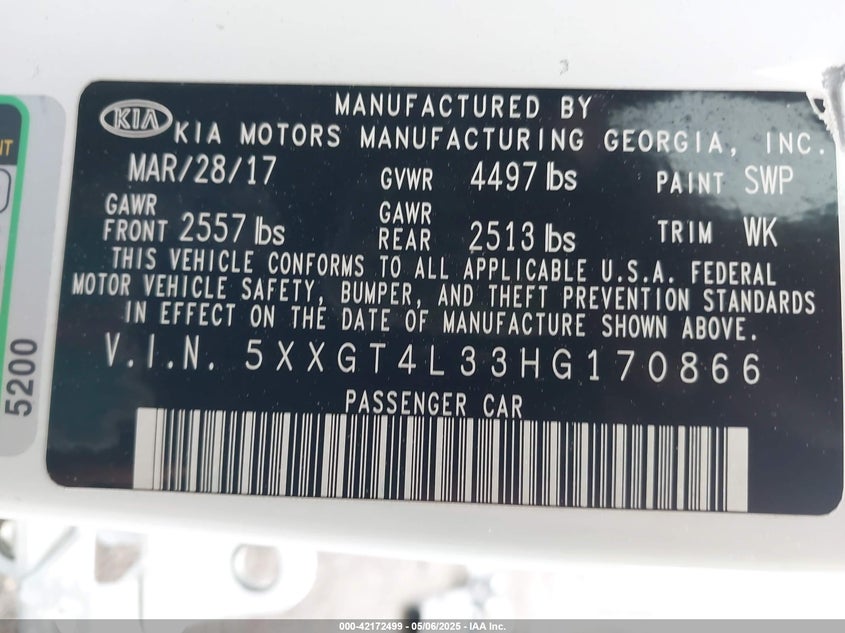 MANUFACTURED BY
KIA KIA MOTORS MANUFACTURING GEORGIA, INC.
MAR/28/17 GVWR 4497 lbs PAINT SWP
GAWR FRONT 2557 lbs GAWR REAR 2513 lbs TRIM WK
THIS VEHICLE CONFORMS TO ALL APPLICABLE U.S.A. FEDERAL
MOTOR VEHICLE SAFETY, BUMPER, AND THEFT PREVENTION STANDARDS
IN EFFECT ON THE DATE OF MANUFACTURE SHOWN ABOVE.
V.I.N. 5XXGT4L33HG170866
PASSENGER CAR
5200
000-42172499 - 05/06/2025 - IAA Inc.